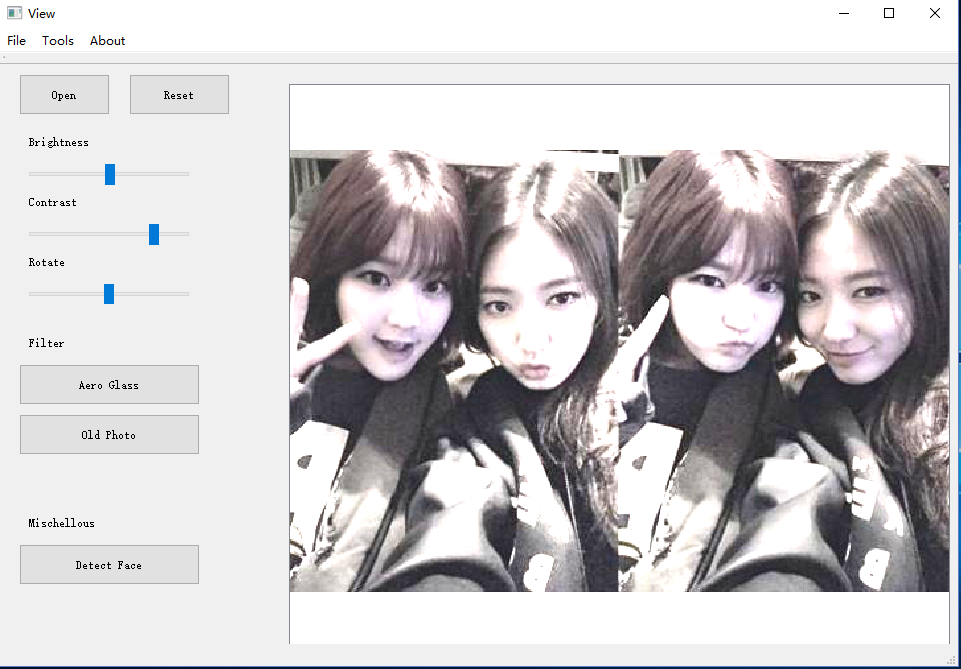 View
File Tools About
Open Reset
Brightness
Contrast
Rotate
Filter
Aero Glass
Old Photo
Mischellous
Detect Face